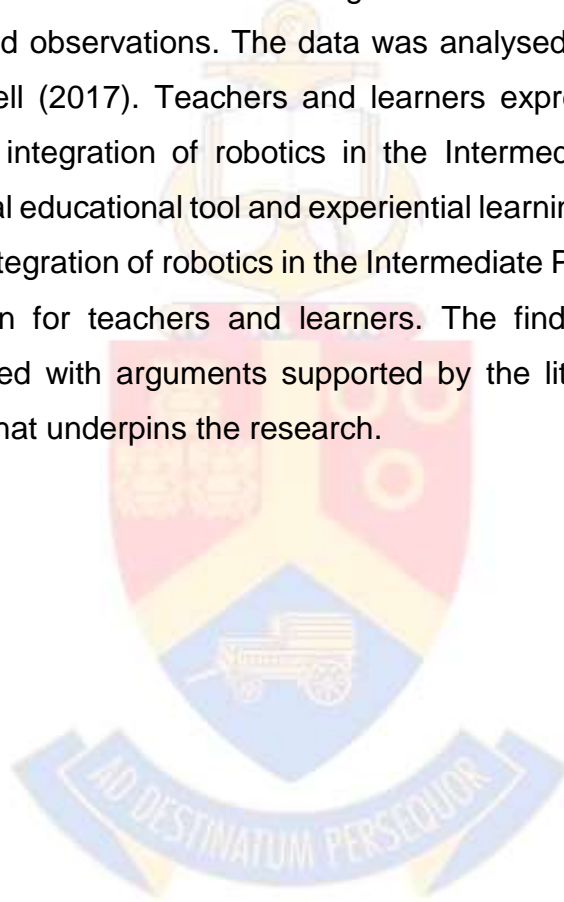 d observations. The data was analysed
ell (2017). Teachers and learners expr
integration of robotics in the Intermed
al educational tool and experiential learnin
tegration of robotics in the Intermediate P
n for teachers and learners. The find
ed with arguments supported by the lit
hat underpins the research.
AD DESTINATUM PERSEQUOR